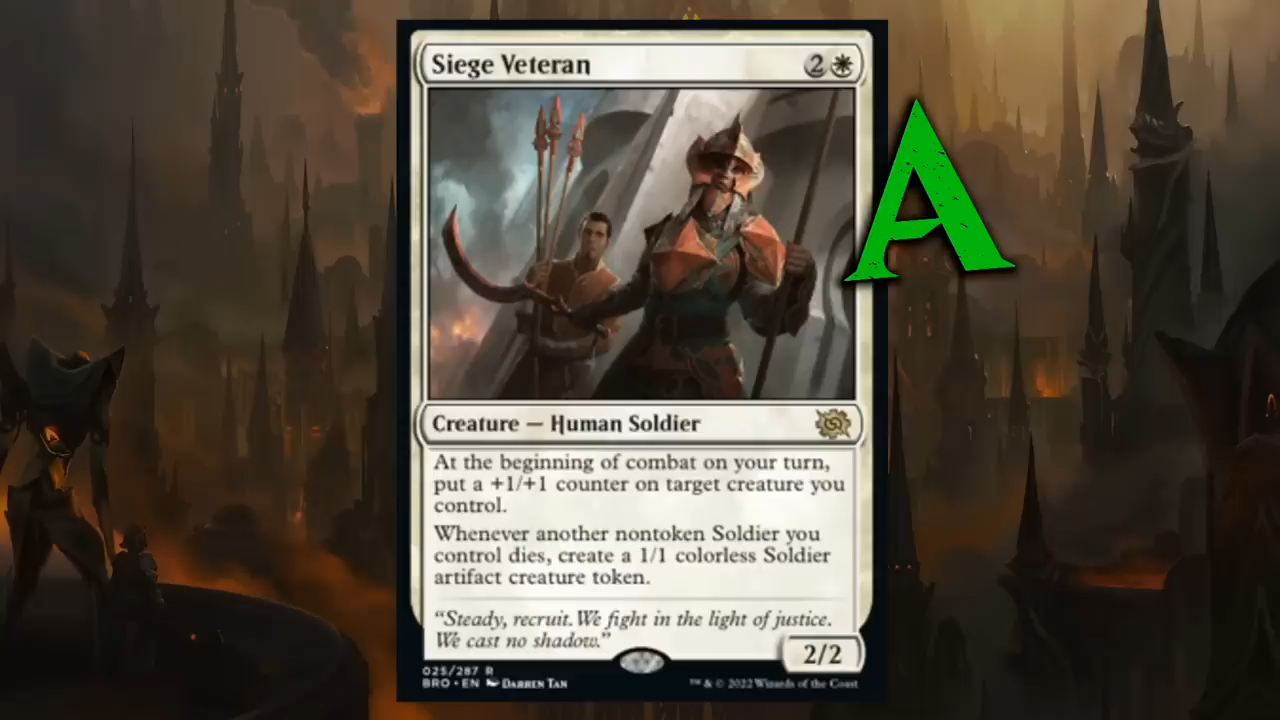 Siege Veteran 2
A
Creature — Human Soldier
At the beginning of combat on your turn,
put a +1/+1 counter on target creature you
control.
Whenever another nontoken Soldier you
control dies, create a 1/1 colorless Soldier
artifact creature token.
"Steady, recruit. We fight in the light of justice.
We cast no shadow."
2/2
025/287 R
BRO • EN DARREN TAN
™ & © 2022 Wizards of the Coast